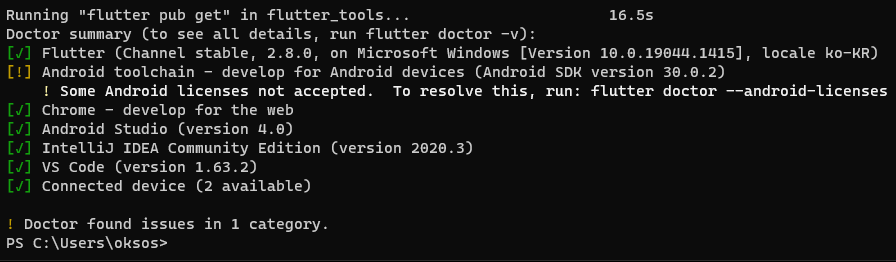 Running "flutter pub get" in flutter_tools...                      16.5s
Doctor summary (to see all details, run flutter doctor -v):
[√] Flutter (Channel stable, 2.8.0, on Microsoft Windows [Version 10.0.19044.1415], locale ko-KR)
[!] Android toolchain - develop for Android devices (Android SDK version 30.0.2)
    ! Some Android licenses not accepted.  To resolve this, run: flutter doctor --android-licenses
[√] Chrome - develop for the web
[√] Android Studio (version 4.0)
[√] IntelliJ IDEA Community Edition (version 2020.3)
[√] VS Code (version 1.63.2)
[√] Connected device (2 available)

! Doctor found issues in 1 category.
PS C:\Users\oksos>